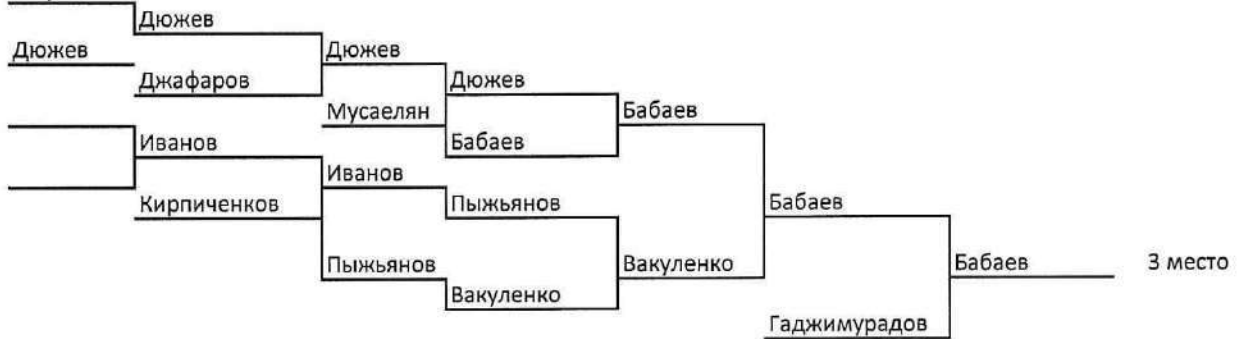 Дюжев
Дюжев
Дюжев
Джафаров
Дюжев
Мусаелян
Бабаев
Иванов
Бабаев
Иванов
Кирпиченков
Пыжьянов
Бабаев
Пыжьянов
Вакуленко
Бабаев
3 место
Вакуленко
Гаджимурадов